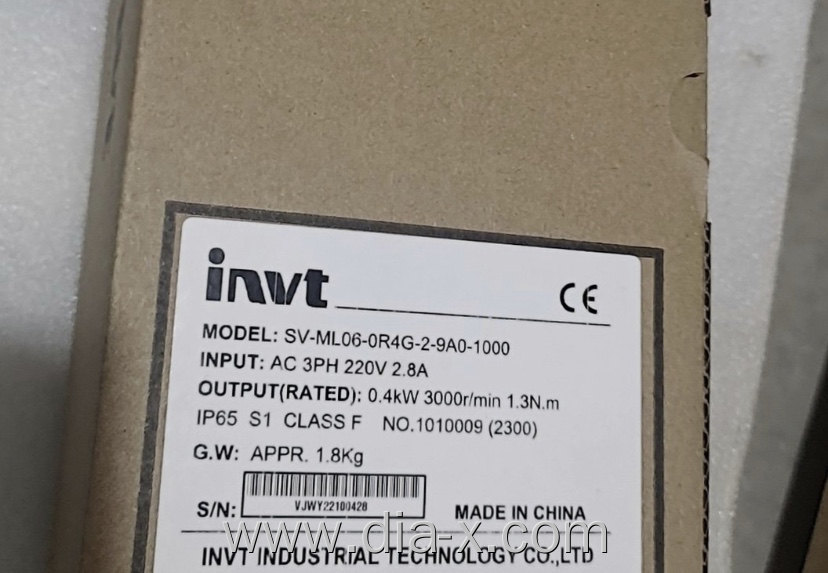 invt
CE
MODEL: SV-ML06-0R4G-2-9A0-1000
INPUT: AC 3PH 220V 2.8A
OUTPUT(RATED): 0.4kW 3000r/min 1.3N.m
IP65 S1 CLASS F NO.1010009 (2300)
G.W: APPR. 1.8Kg
S/N: VJWY22100428
MADE IN CHINA
www.dia-x.com
INVT INDUSTRIAL TECHNOLOGY CO.,LTD